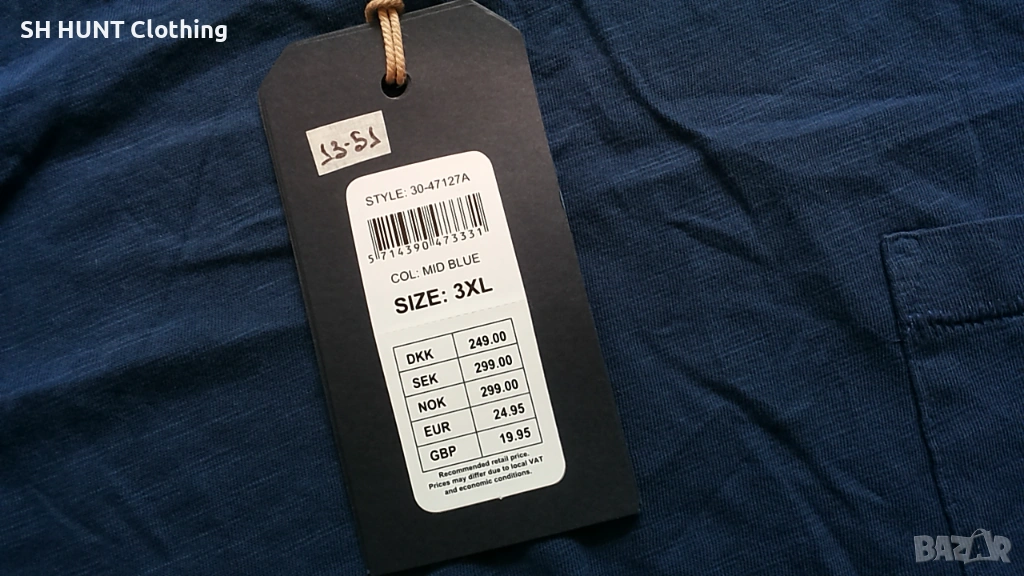 SH HUNT Clothing
13-51
STYLE: 30-47127A
5 714390 473331
COL: MID BLUE
SIZE: 3XL
DKK 249.00
SEK 299.00
NOK 299.00
EUR 24.95
GBP 19.95
Recommended retail price.
Prices may differ due to local VAT
and economic conditions.
BAZAR